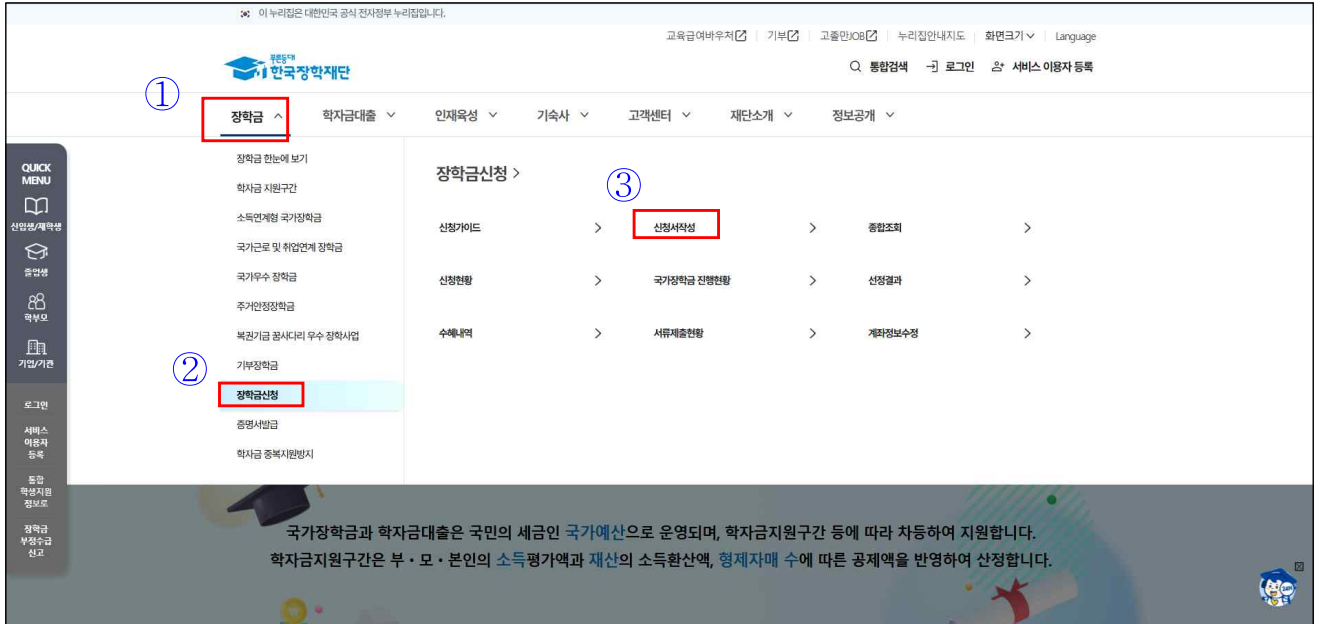 이 누리집은 대한민국 공식 전자정부 누리집입니다.
교육급여바우처 기부 고졸만JOB 누리집안내지도 화면크기 Language
푸른등대
한국장학재단
통합검색 로그인 서비스 이용자 등록
①
장학금 학자금대출 인재육성 기숙사 고객센터 재단소개 정보공개
QUICK
MENU
신입생/재학생
졸업생
학부모
기업/기관
로그인
서비스
이용자
등록
통합
학생지원
정보로
장학금
부정수급
신고
장학금 한눈에 보기
학자금 지원구간
소득연계형 국가장학금
국가근로 및 취업연계 장학금
국가우수 장학금
주거안정장학금
복권기금 꿈사다리 우수 장학사업
기부장학금
②
장학금신청
증명서발급
학자금 중복지원방지
장학금신청
③
신청가이드 신청서작성 종합조회
신청현황 국가장학금 진행현황 선정결과
수혜내역 서류제출현황 계좌정보수정
국가장학금과 학자금대출은 국민의 세금인 국가예산으로 운영되며, 학자금지원구간 등에 따라 차등하여 지원합니다.
학자금지원구간은 부・모・본인의 소득평가액과 재산의 소득환산액, 형제자매 수에 따른 공제액을 반영하여 산정합니다.